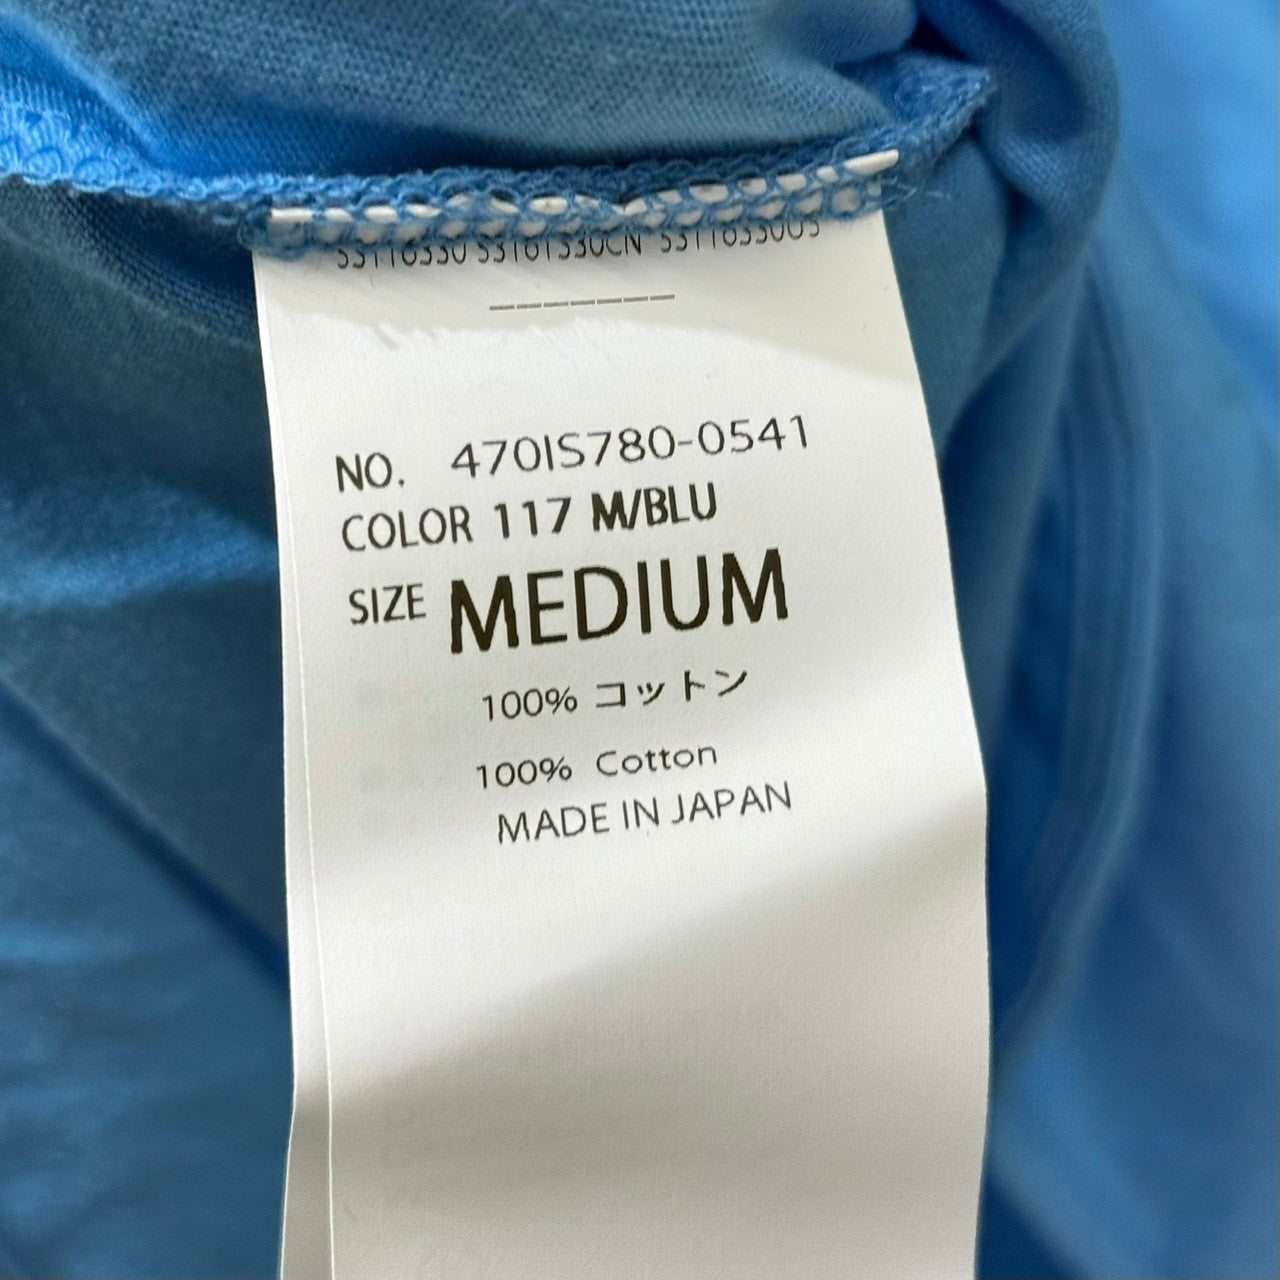 NO. 470IS780-0541
COLOR 117 M/BLU
SIZE MEDIUM
100% コットン
100% Cotton
MADE IN JAPAN